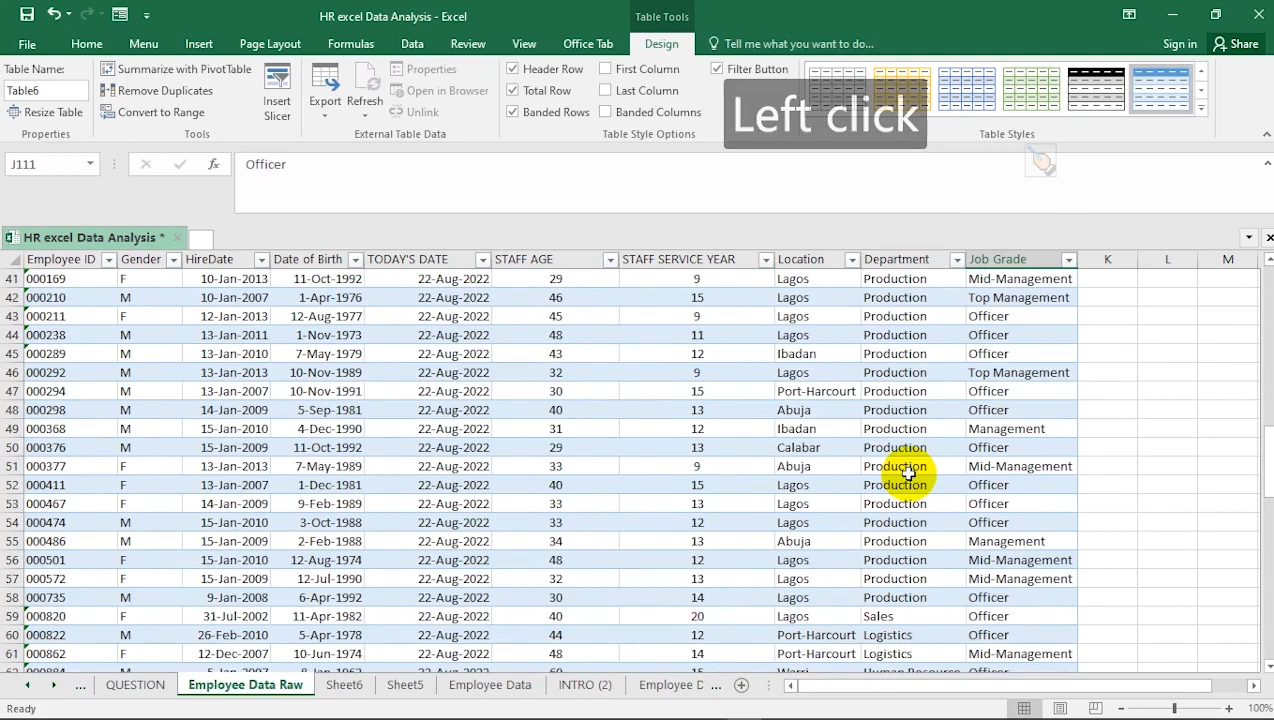 HR excel Data Analysis - Excel
Table Tools
File Home Menu Insert Page Layout Formulas Data Review View Office Tab Design Tell me what you want to do... Sign in Share
Table Name:
Table6
Resize Table
Properties
Summarize with PivotTable
Remove Duplicates
Convert to Range
Insert
Slicer
Tools
Export
Refresh
Properties
Open in Browser
Unlink
External Table Data
Header Row First Column Filter Button
Total Row Last Column
Banded Rows Banded Columns
Table Style Options
Table Styles
Left click
J111 fx Officer
HR excel Data Analysis *
Employee ID Gender HireDate Date of Birth TODAY'S DATE STAFF AGE STAFF SERVICE YEAR Location Department Job Grade K L M
41 000169 F 10-Jan-2013 11-Oct-1992 22-Aug-2022 29 9 Lagos Production Mid-Management
42 000210 M 10-Jan-2007 1-Apr-1976 22-Aug-2022 46 15 Lagos Production Top Management
43 000211 F 12-Jan-2013 12-Aug-1977 22-Aug-2022 45 9 Lagos Production Officer
44 000238 M 13-Jan-2011 1-Nov-1973 22-Aug-2022 48 11 Lagos Production Officer
45 000289 M 13-Jan-2010 7-May-1979 22-Aug-2022 43 12 Ibadan Production Officer
46 000292 M 13-Jan-2013 10-Nov-1989 22-Aug-2022 32 9 Lagos Production Top Management
47 000294 M 13-Jan-2007 10-Nov-1991 22-Aug-2022 30 15 Port-Harcourt Production Officer
48 000298 M 14-Jan-2009 5-Sep-1981 22-Aug-2022 40 13 Abuja Production Officer
49 000368 M 15-Jan-2010 4-Dec-1990 22-Aug-2022 31 12 Ibadan Production Management
50 000376 M 15-Jan-2009 11-Oct-1992 22-Aug-2022 29 13 Calabar Production Officer
51 000377 F 13-Jan-2013 7-May-1989 22-Aug-2022 33 9 Abuja Production Mid-Management
52 000411 F 13-Jan-2007 1-Dec-1981 22-Aug-2022 40 15 Lagos Production Officer
53 000467 F 14-Jan-2009 9-Feb-1989 22-Aug-2022 33 13 Lagos Production Officer
54 000474 M 15-Jan-2010 3-Oct-1988 22-Aug-2022 33 12 Lagos Production Officer
55 000486 M 15-Jan-2009 2-Feb-1988 22-Aug-2022 34 13 Abuja Production Management
56 000501 M 15-Jan-2010 12-Aug-1974 22-Aug-2022 48 12 Lagos Production Mid-Management
57 000572 F 15-Jan-2009 12-Jul-1990 22-Aug-2022 32 13 Lagos Production Mid-Management
58 000735 M 9-Jan-2008 6-Apr-1992 22-Aug-2022 30 14 Lagos Production Officer
59 000820 F 31-Jul-2002 11-Apr-1982 22-Aug-2022 40 20 Lagos Sales Officer
60 000822 M 26-Feb-2010 5-Apr-1978 22-Aug-2022 44 12 Port-Harcourt Logistics Officer
61 000862 F 12-Dec-2007 10-Jun-1974 22-Aug-2022 48 14 Port-Harcourt Logistics Mid-Management
62 000884 M 5-Jan-2007 8-Jan-1962 22-Aug-2022 60 15 Warri Human Resource Officer
... QUESTION Employee Data Raw Sheet6 Sheet5 Employee Data INTRO (2) Employee D ...
Ready 100%